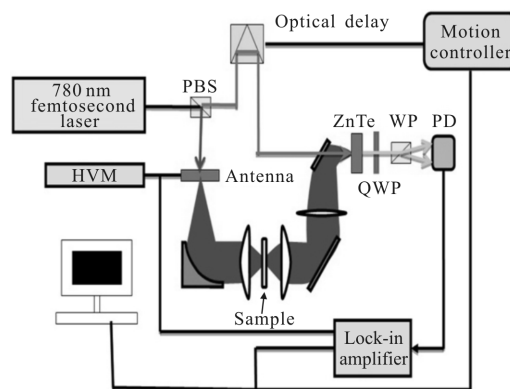 Optical delay
Motion
controller
780 nm
femtosecond
laser
PBS
ZnTe
WP
PD
QWP
HVM
Antenna
Sample
Lock-in
amplifier